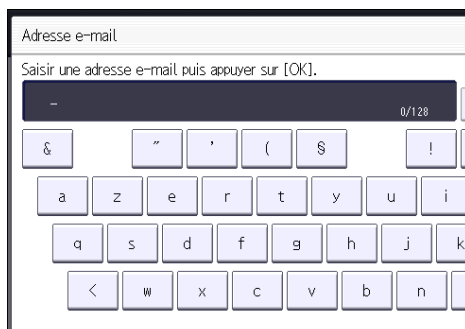 Adresse e-mail
Saisir une adresse e-mail puis appuyer sur [OK].
_ 0/128
& " ' ( § !
a z e r t y u i
q s d f g h j k
< w x c v b n